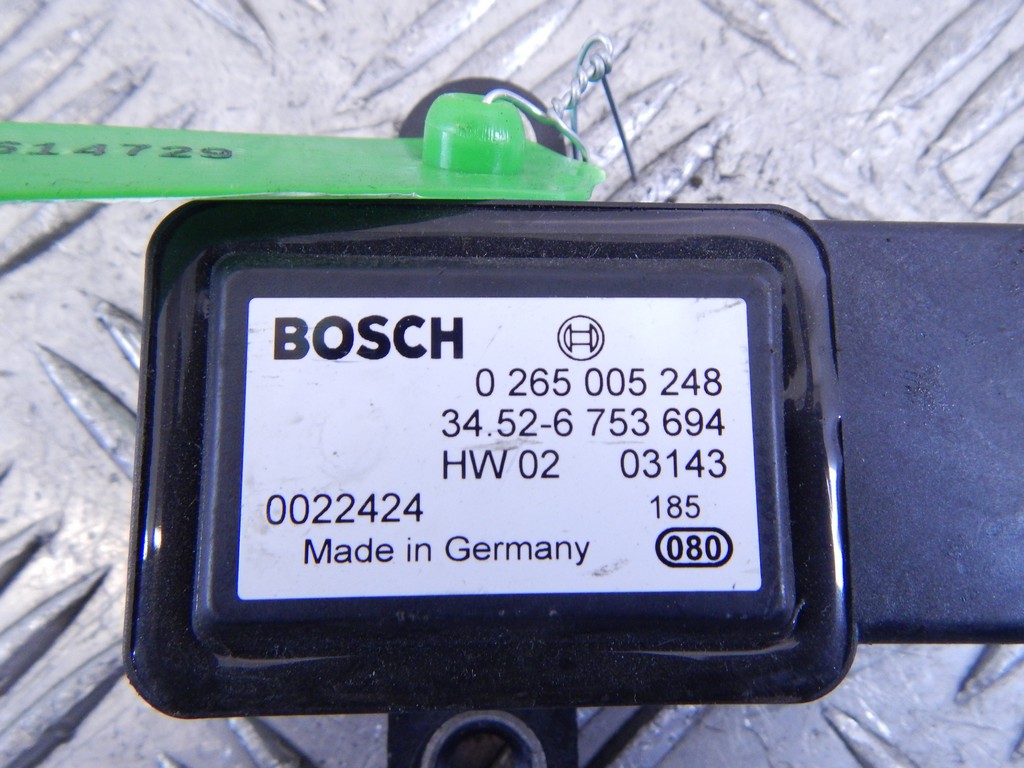 614729
BOSCH
0 265 005 248
34.52-6 753 694
HW 02 03143
0022424 185
Made in Germany 080